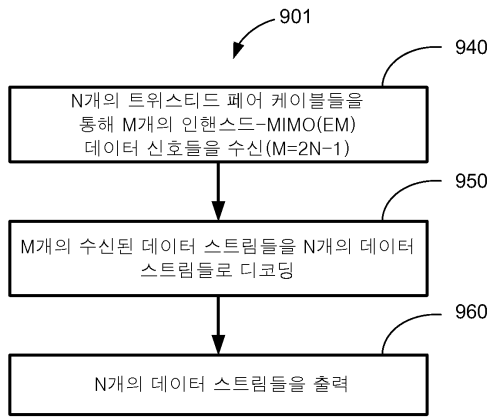 901
940
N개의 트위스티드 페어 케이블들을
통해 M개의 인핸스드-MIMO(EM)
데이터 신호들을 수신(M=2N-1)
950
M개의 수신된 데이터 스트림들을 N개의 데이터
스트림들로 디코딩
960
N개의 데이터 스트림들을 출력